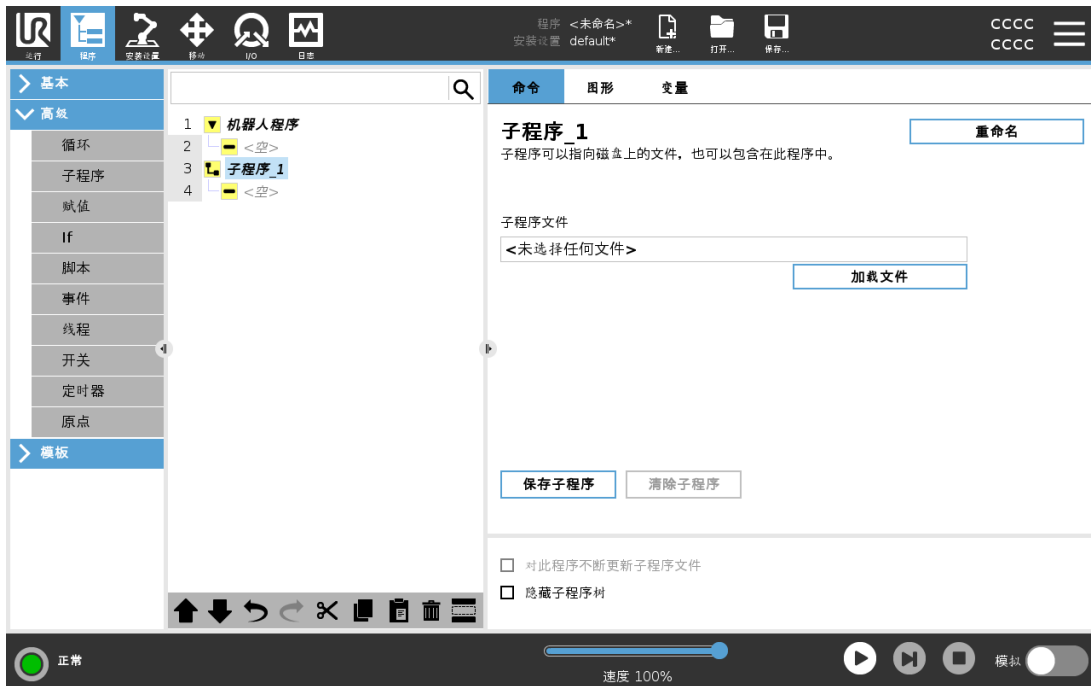 程序 <未命名>*
安装设置 default*
CCCC
CCCC
运行
程序
安装设置
移动
I/O
日志
新建...
打开...
保存...
基本
高级
循环
子程序
赋值
If
脚本
事件
线程
开关
定时器
原点
模板
1 机器人程序
2 <空>
3 子程序_1
4 <空>
命令
图形
变量
子程序_1
重命名
子程序可以指向磁盘上的文件，也可以包含在此程序中。
子程序文件
<未选择任何文件>
加载文件
保存子程序
清除子程序
对此程序不断更新子程序文件
隐藏子程序树
正常
速度 100%
模拟